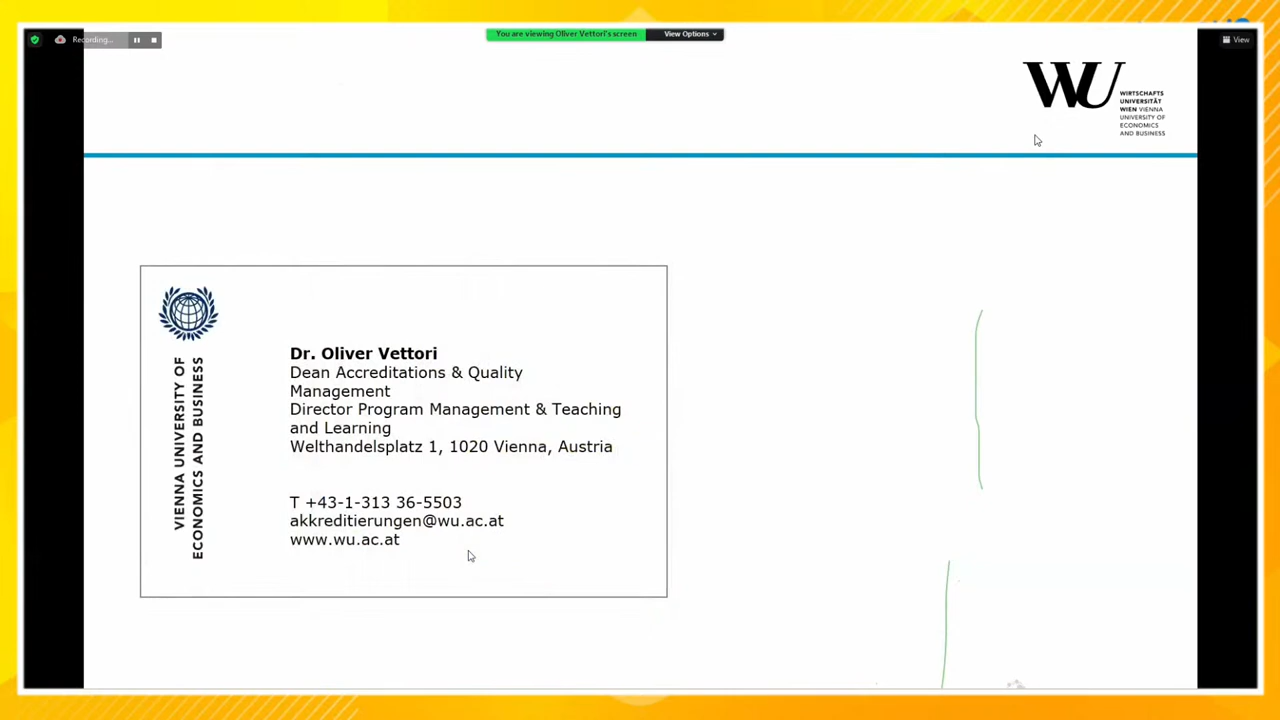 Recording...
You are viewing Oliver Vettori's screen
View Options
View
WU
WIRTSCHAFTS
UNIVERSITÄT
WIEN VIENNA
UNIVERSITY OF
ECONOMICS
AND BUSINESS
VIENNA UNIVERSITY OF
ECONOMICS AND BUSINESS
Dr. Oliver Vettori
Dean Accreditations & Quality
Management
Director Program Management & Teaching
and Learning
Welthandelsplatz 1, 1020 Vienna, Austria
T +43-1-313 36-5503
akkreditierungen@wu.ac.at
www.wu.ac.at